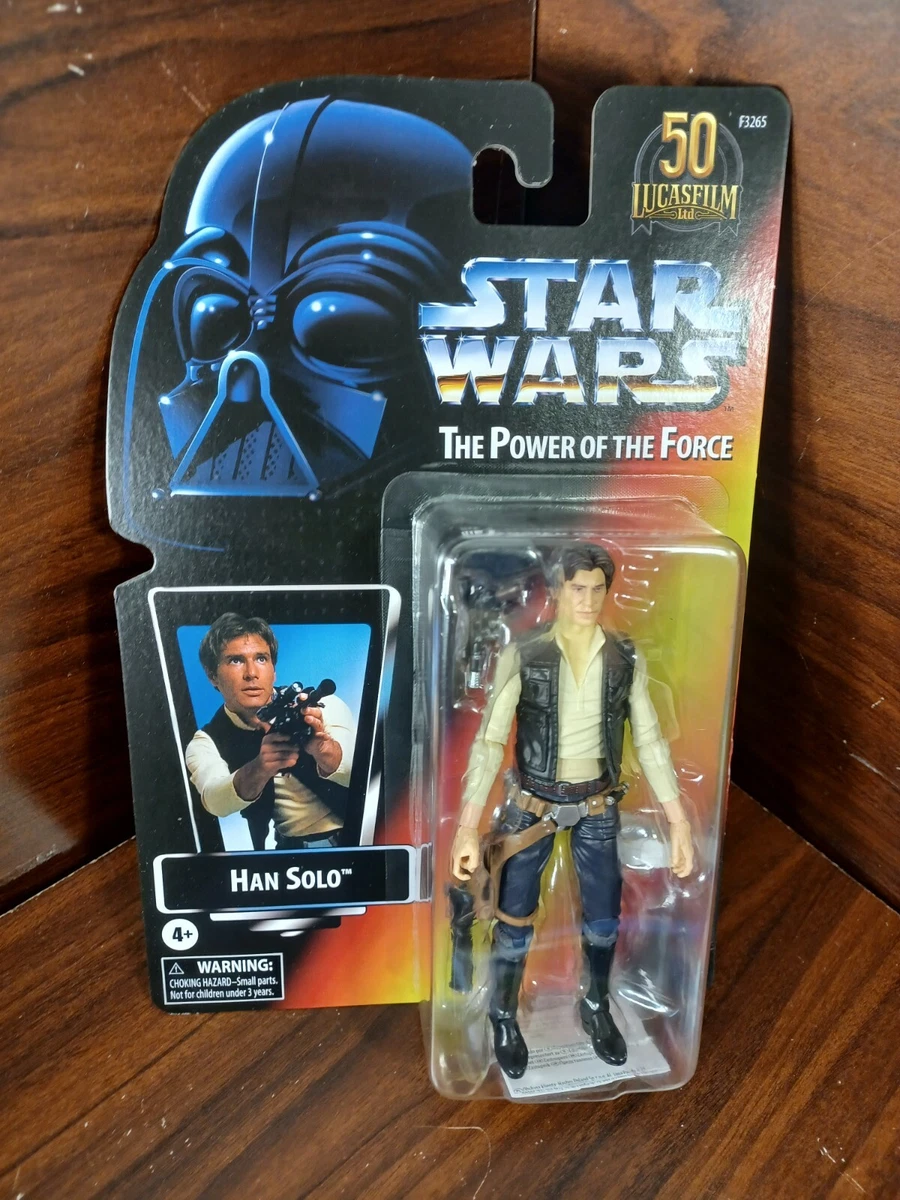 50
F3265
LUCASFILM
Ltd
STAR
WARS
TM
THE POWER OF THE FORCE
HAN SOLO™
4+
WARNING:
CHOKING HAZARD–Small parts.
Not for children under 3 years.